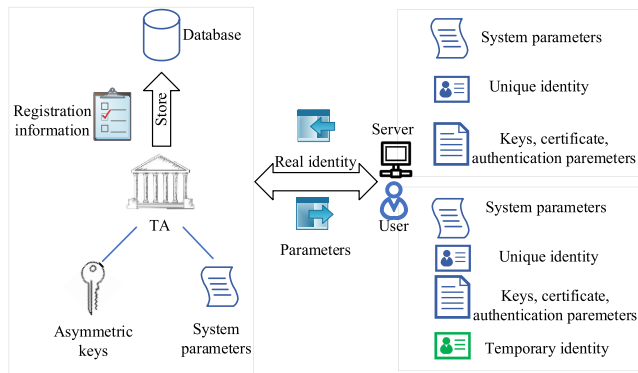 Database
Registration
information
Store
TA
Asymmetric
keys
System
parameters
Real identity
Parameters
Server
User
System parameters
Unique identity
Keys, certificate,
authentication paremeters
System parameters
Unique identity
Keys, certificate,
authentication paremeters
Temporary identity